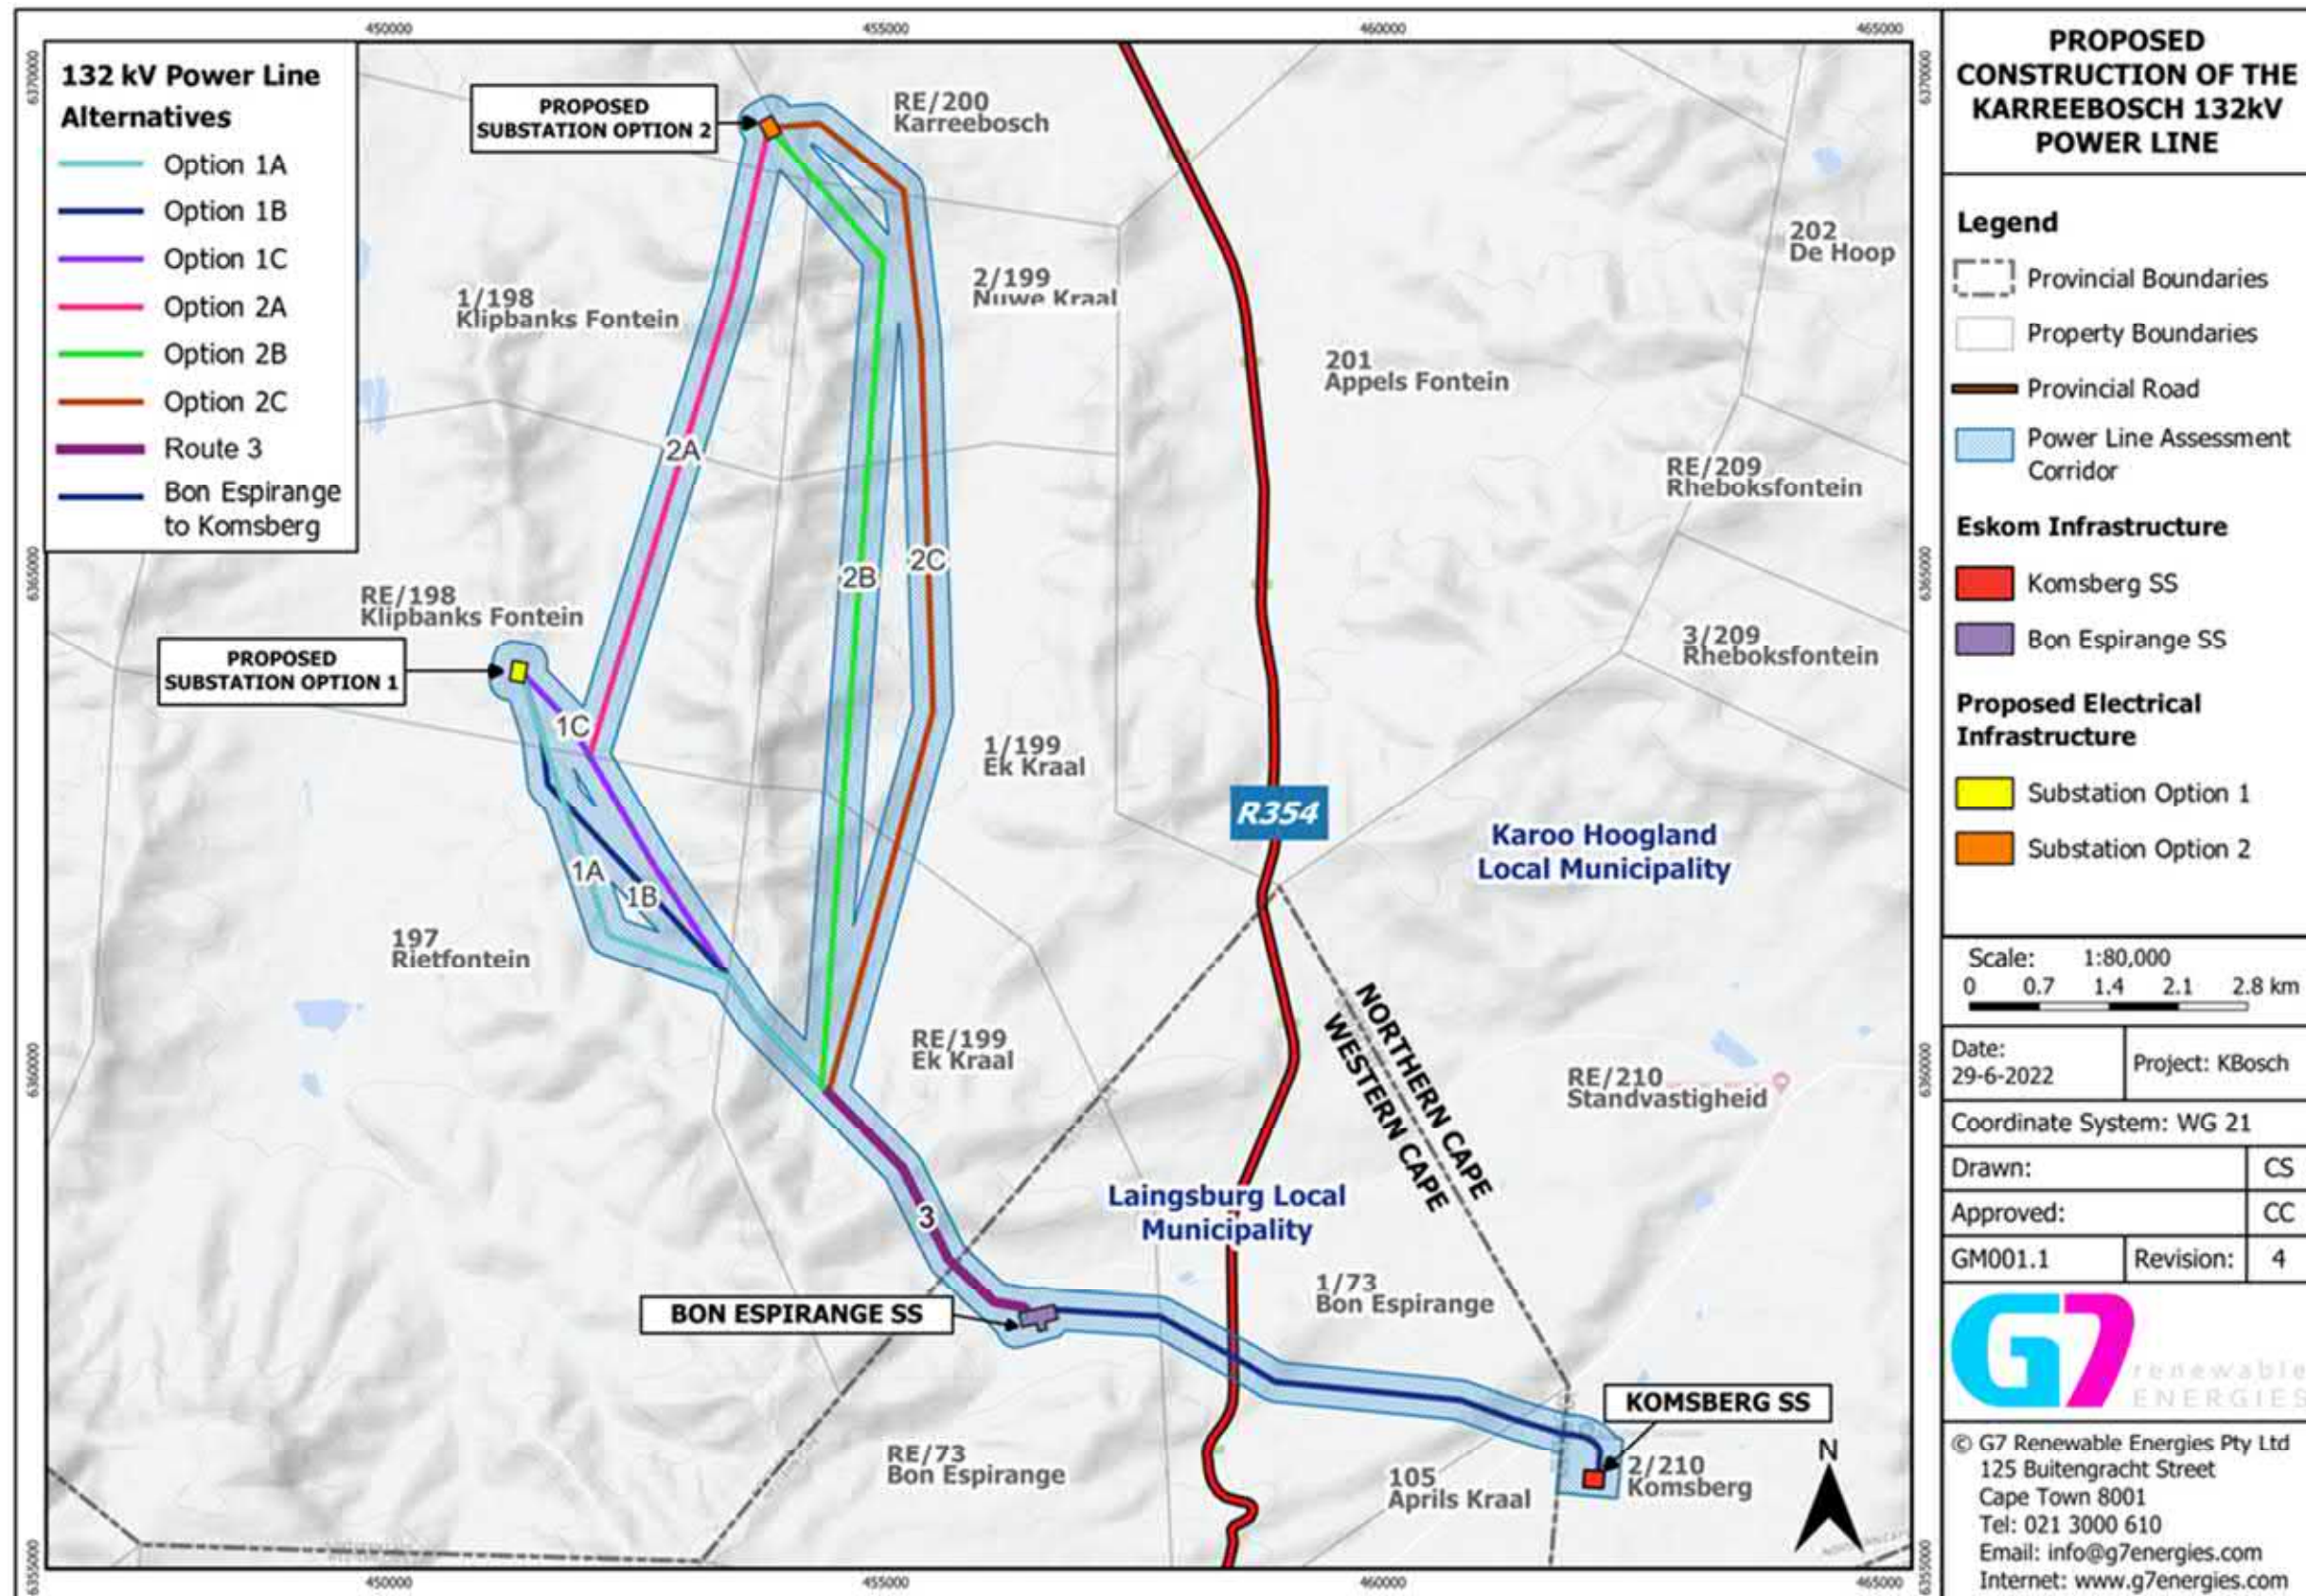 450000
455000
460000
465000
6370000
6365000
6360000
6355000
6370000
6365000
6360000
6355000
450000
455000
460000
465000
132 kV Power Line
Alternatives
Option 1A
Option 1B
Option 1C
Option 2A
Option 2B
Option 2C
Route 3
Bon Espirange
to Komsberg
PROPOSED
SUBSTATION OPTION 2
RE/200
Karreebosch
202
De Hoop
1/198
Klipbanks Fontein
2/199
Nuwe Kraal
201
Appels Fontein
2A
RE/209
Rheboksfontein
2B
2C
RE/198
Klipbanks Fontein
PROPOSED
SUBSTATION OPTION 1
3/209
Rheboksfontein
1C
1/199
Ek Kraal
R354
Karoo Hoogland
Local Municipality
1A
1B
197
Rietfontein
RE/199
Ek Kraal
NORTHERN CAPE
WESTERN CAPE
RE/210
Standvastigheid
Laingsburg Local
Municipality
3
1/73
Bon Espirange
BON ESPIRANGE SS
KOMSBERG SS
RE/73
Bon Espirange
105
Aprils Kraal
2/210
Komsberg
N
PROPOSED
CONSTRUCTION OF THE
KARREEBOSCH 132kV
POWER LINE
Legend
Provincial Boundaries
Property Boundaries
Provincial Road
Power Line Assessment
Corridor
Eskom Infrastructure
Komsberg SS
Bon Espirange SS
Proposed Electrical
Infrastructure
Substation Option 1
Substation Option 2
Scale: 1:80,000
0 0.7 1.4 2.1 2.8 km
Date:
29-6-2022
Project: KBosch
Coordinate System: WG 21
Drawn: CS
Approved: CC
GM001.1 Revision: 4
G7
renewable
ENERGIES
© G7 Renewable Energies Pty Ltd
125 Buitengracht Street
Cape Town 8001
Tel: 021 3000 610
Email: info@g7energies.com
Internet: www.g7energies.com